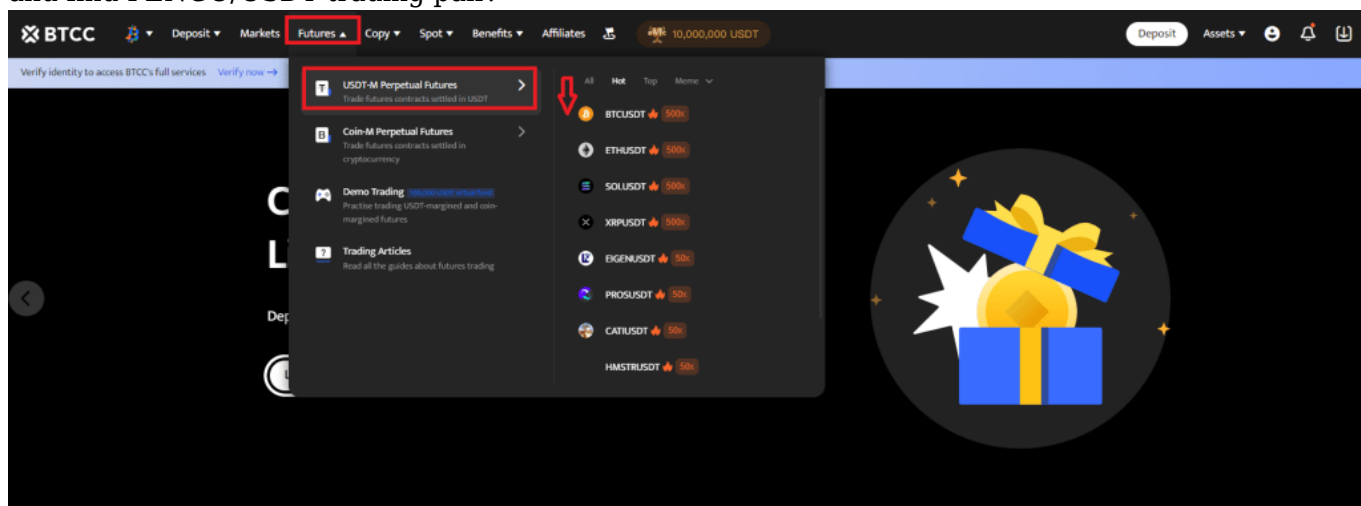 BTCC Deposit Markets Futures Copy Spot Benefits Affiliates 10,000,000 USDT Deposit Assets
Verify identity to access BTCC's full services Verify now →
USDT-M Perpetual Futures
Trade futures contracts settled in USDT
Coin-M Perpetual Futures
Trade futures contracts settled in
cryptocurrency
Demo Trading
Practise trading USDT-margined and coin-
margined futures
Trading Articles
Read all the guides about futures trading
All Hot Top Meme
BTCUSDT 500x
ETHUSDT 500x
SOLUSDT 500x
XRPUSDT 500x
EIGENUSDT 50x
PROSUSDT 50x
CATIUSDT 50x
HMSTRUSDT 50x
C
L
Dep